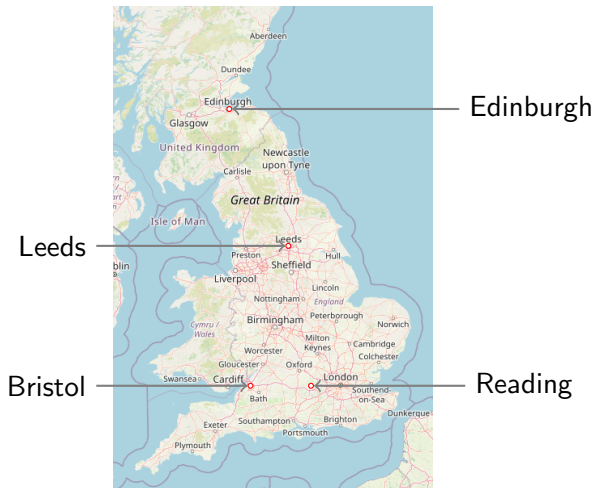 Aberdeen
Dundee
Edinburgh
Edinburgh
Glasgow
United Kingdom
Newcastle
upon Tyne
Carlisle
Great Britain
Isle of Man
Leeds
Leeds
Preston
Hull
blin
Sheffield
Liverpool
Lincoln
Nottingham
England
Peterborough
Norwich
Birmingham
Cymru /
Wales
Milton
Keynes
Cambridge
Worcester
Colchester
Gloucester
Oxford
Bristol
Swansea
Cardiff
London
Reading
Southend-
on-Sea
Bath
Dunkerque
Exeter
Southampton
Brighton
Portsmouth
Plymouth